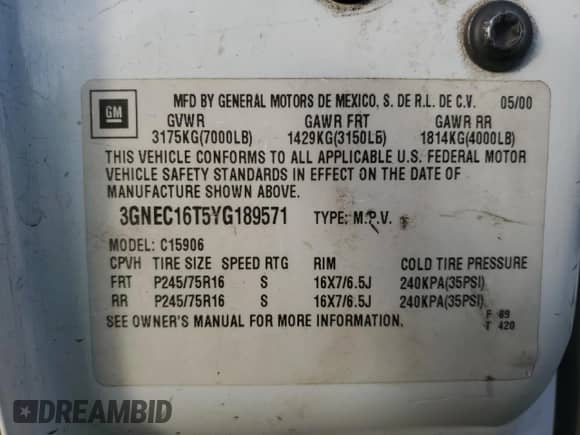 GM
MFD BY GENERAL MOTORS DE MEXICO, S. DE R.L. DE C.V. 05/00
GVWR GAWR FRT GAWR RR
3175KG(7000LB) 1429KG(3150LB) 1814KG(4000LB)
THIS VEHICLE CONFORMS TO ALL APPLICABLE U.S. FEDERAL MOTOR
VEHICLE SAFETY STANDARDS IN EFFECT ON THE DATE OF
MANUFACTURE SHOWN ABOVE.
3GNEC16T5YG189571 TYPE: M.P.V.
MODEL: C15906
CPVH TIRE SIZE SPEED RTG RIM COLD TIRE PRESSURE
FRT P245/75R16 S 16X7/6.5J 240KPA(35PSI)
RR P245/75R16 S 16X7/6.5J 240KPA(35PSI)
SEE OWNER'S MANUAL FOR MORE INFORMATION.
F 89
T 420
DREAMBID